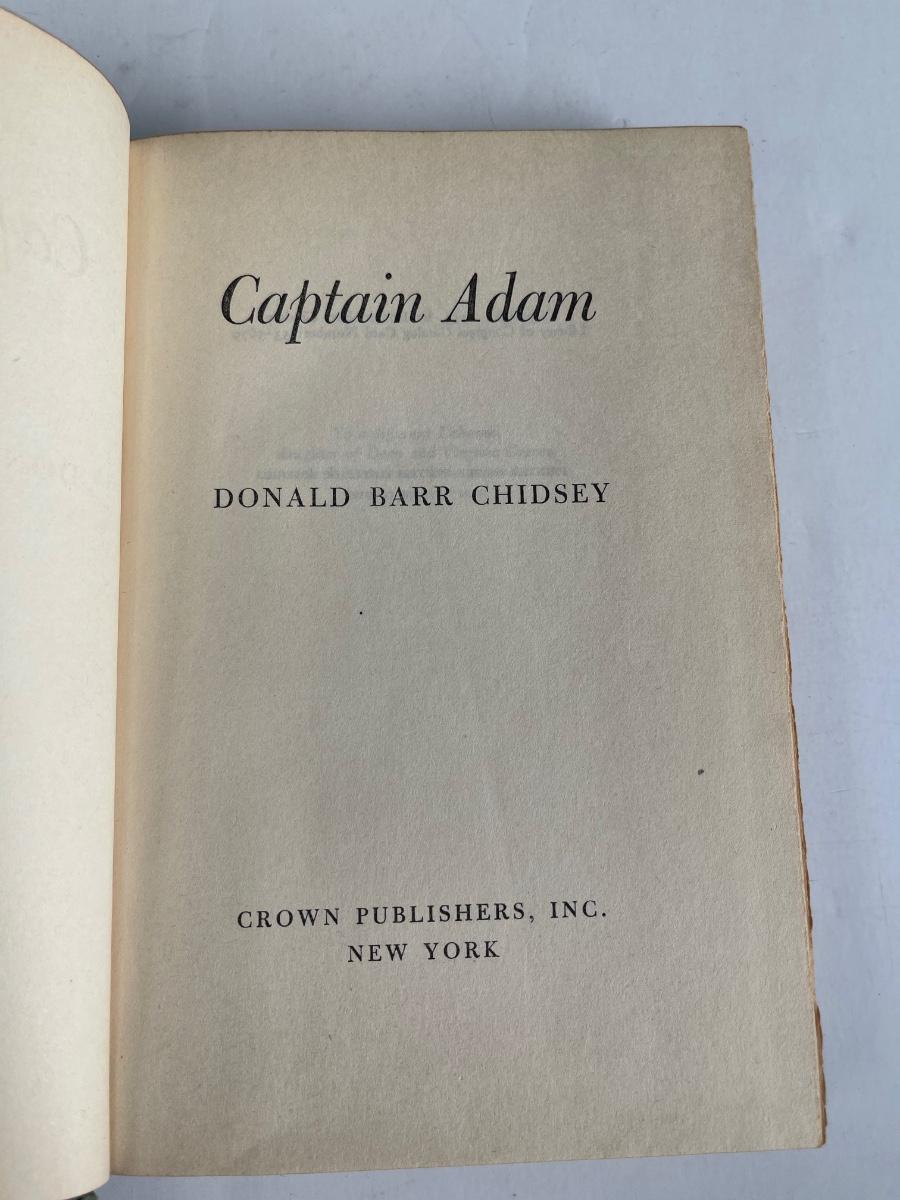 Captain Adam
DONALD BARR CHIDSEY
CROWN PUBLISHERS, INC.
NEW YORK